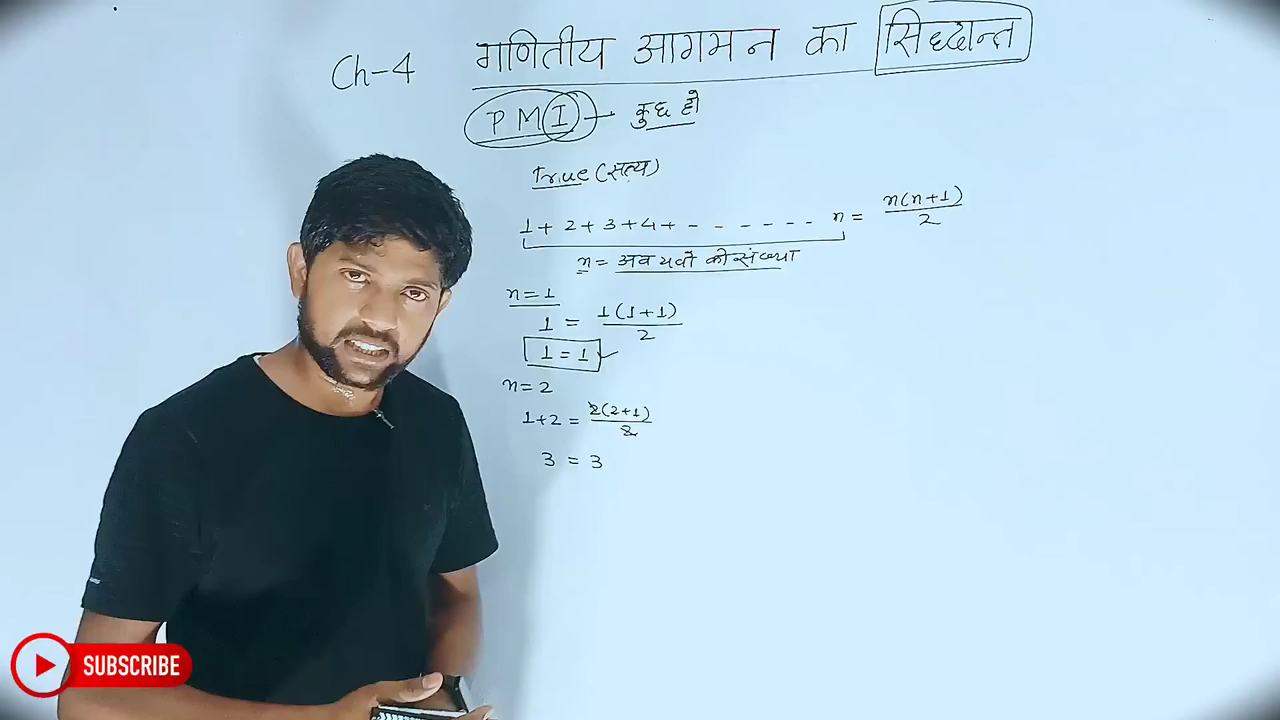 Ch-4 गणितीय आगमन का सिध्दान्त
PMI - कुछ हो
True (सत्य)
1+ 2+ 3+4+ - - - - - - - n = n(n+1)/2
n = अवयवों की संख्या
n=1
1 = 1(1+1)/2
1 = 1
n=2
1+2 = 2(2+1)/2
3 = 3
SUBSCRIBE